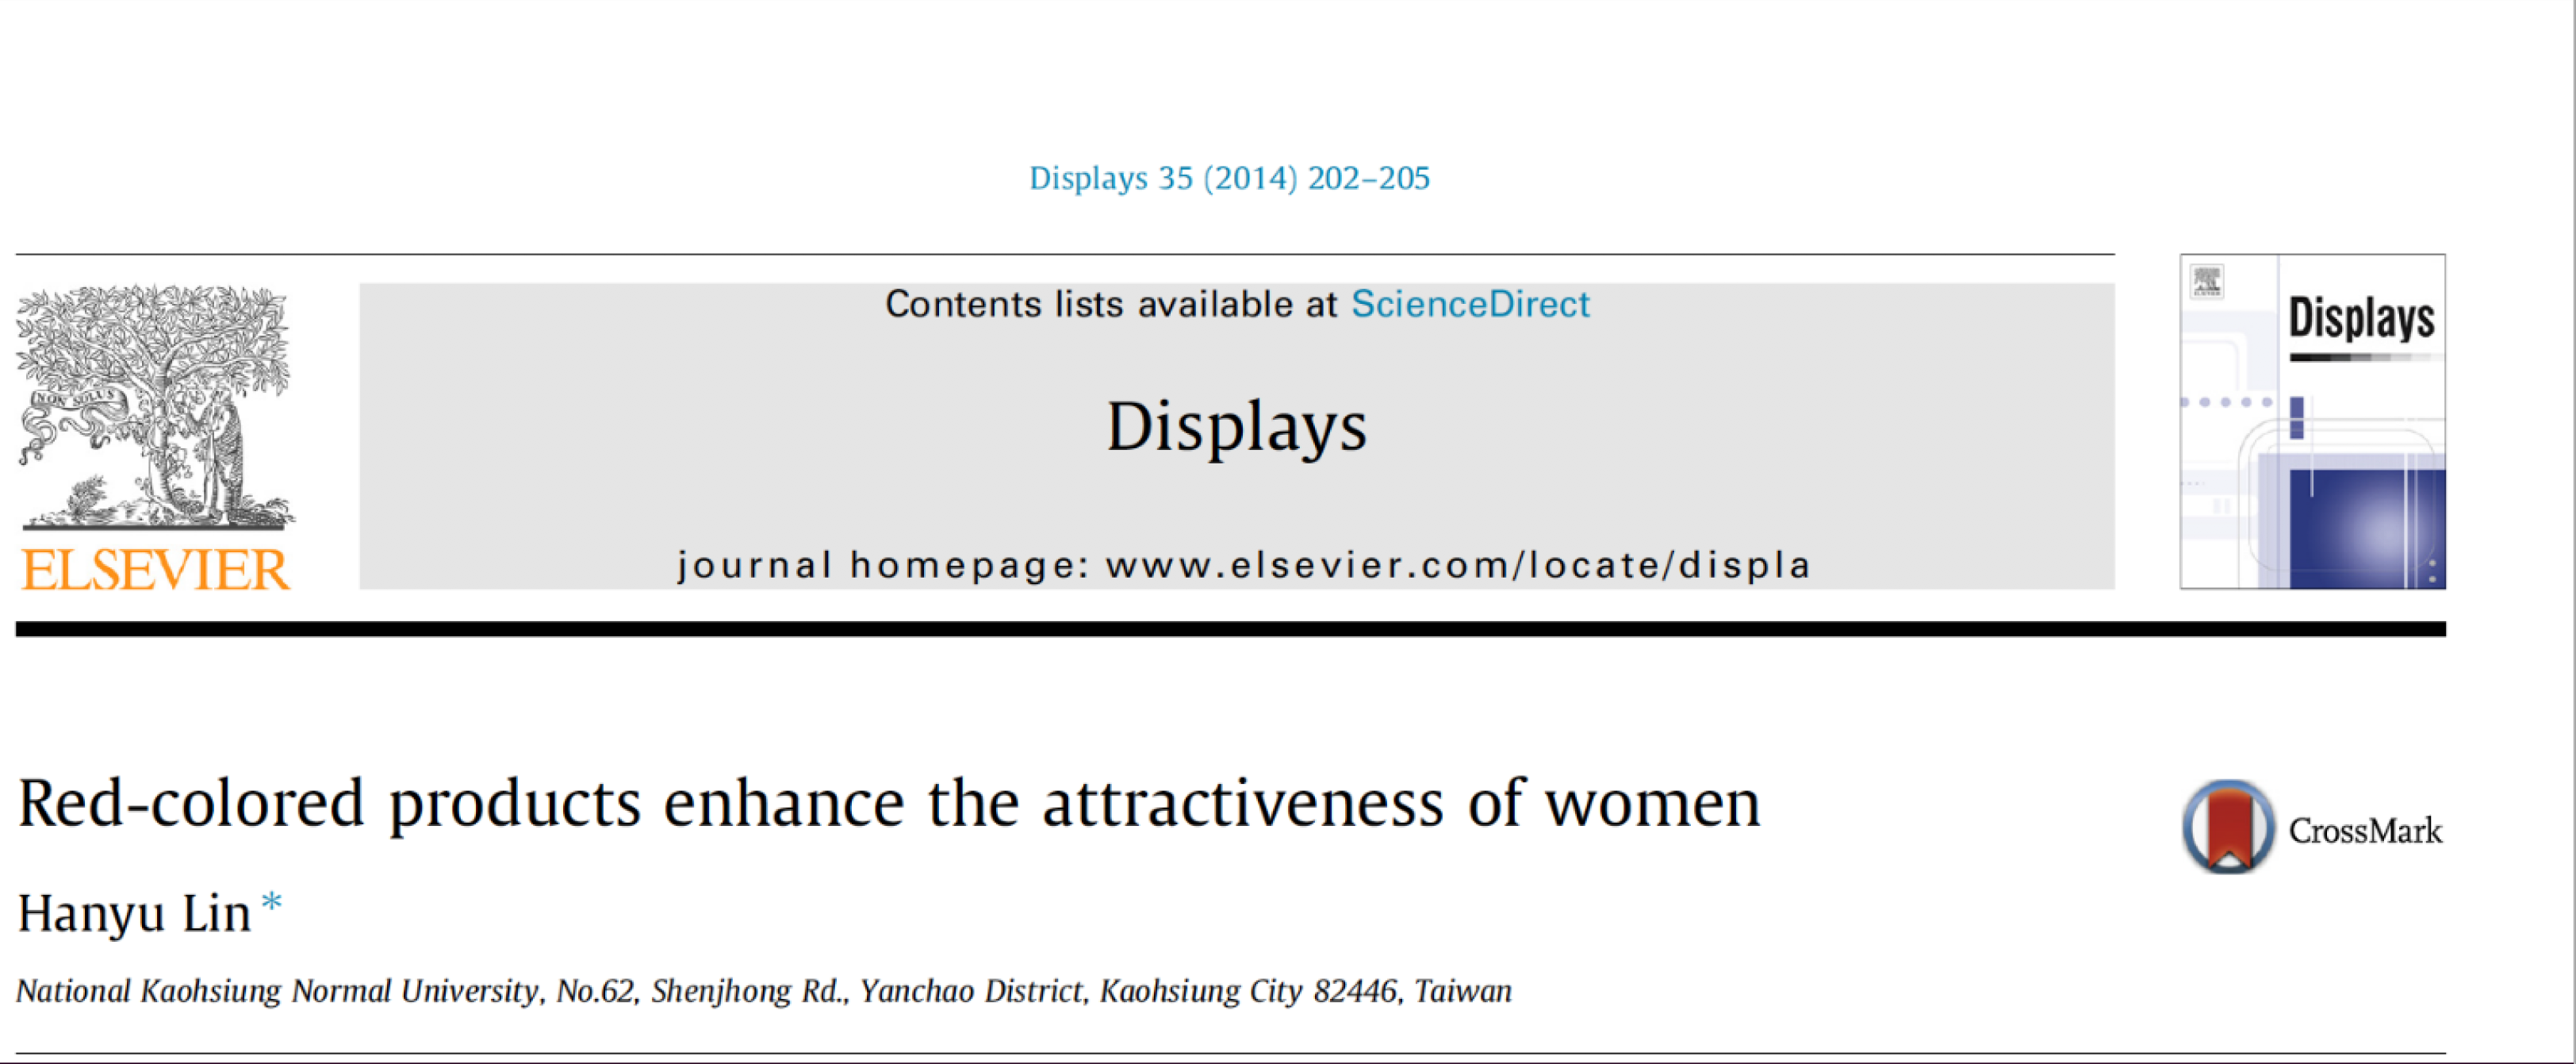 Displays 35 (2014) 202–205
Contents lists available at ScienceDirect
Displays
journal homepage: www.elsevier.com/locate/displa
NON SOLUS
ELSEVIER
Displays
Red-colored products enhance the attractiveness of women
CrossMark
Hanyu Lin *
National Kaohsiung Normal University, No.62, Shenjhong Rd., Yanchao District, Kaohsiung City 82446, Taiwan